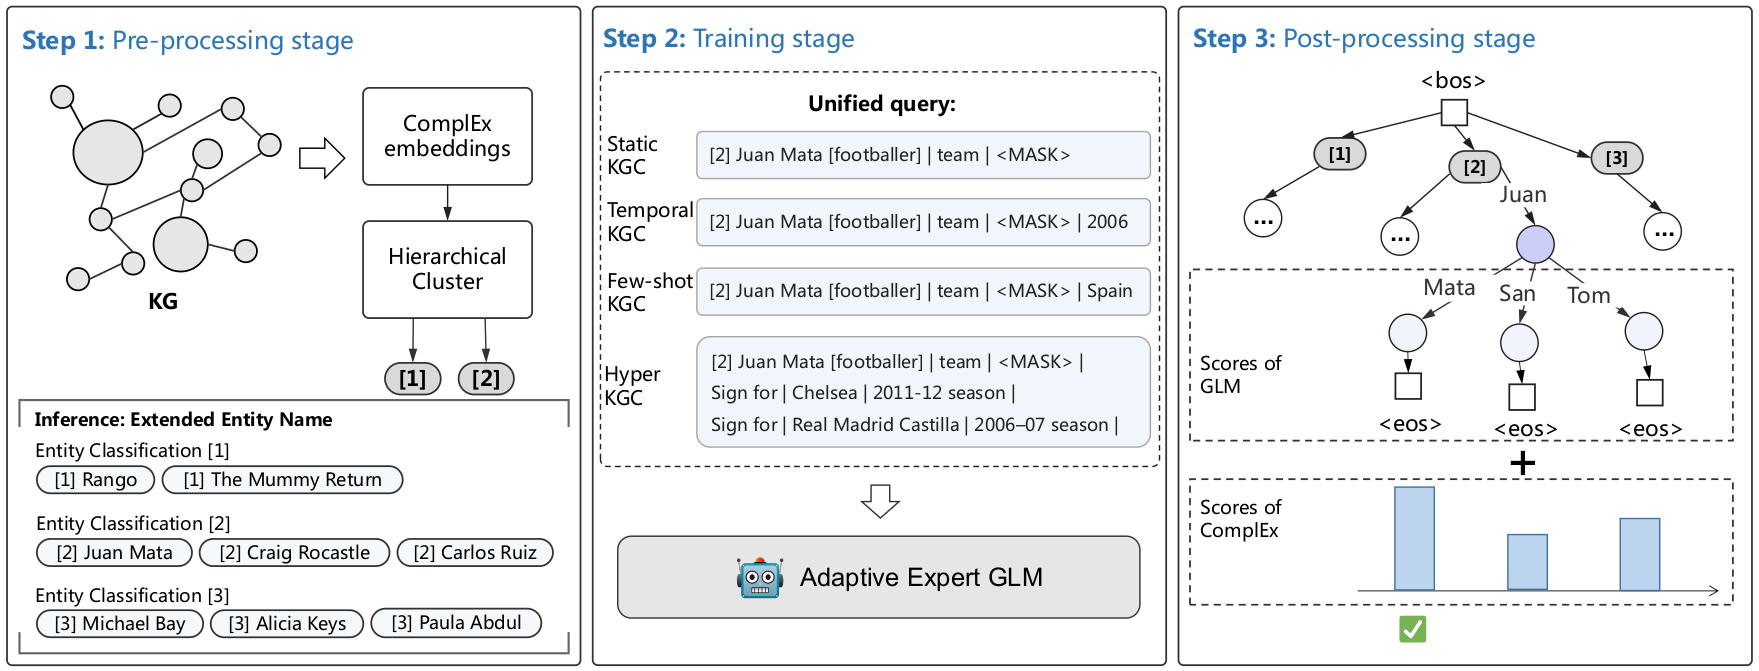 Step 1: Pre-processing stage
KG
ComplEx
embeddings
Hierarchical
Cluster
[1]
[2]
Inference: Extended Entity Name
Entity Classification [1]
[1] Rango
[1] The Mummy Return
Entity Classification [2]
[2] Juan Mata
[2] Craig Rocastle
[2] Carlos Ruiz
Entity Classification [3]
[3] Michael Bay
[3] Alicia Keys
[3] Paula Abdul
Step 2: Training stage
Unified query:
Static
KGC
[2] Juan Mata [footballer] | team | <MASK>
Temporal
KGC
[2] Juan Mata [footballer] | team | <MASK> | 2006
Few-shot
KGC
[2] Juan Mata [footballer] | team | <MASK> | Spain
Hyper
KGC
[2] Juan Mata [footballer] | team | <MASK> |
Sign for | Chelsea | 2011-12 season |
Sign for | Real Madrid Castilla | 2006–07 season |
Adaptive Expert GLM
Step 3: Post-processing stage
<bos>
[1]
[2]
[3]
Juan
...
...
...
Mata
San
Tom
Scores of
GLM
<eos>
<eos>
<eos>
+
Scores of
ComplEx